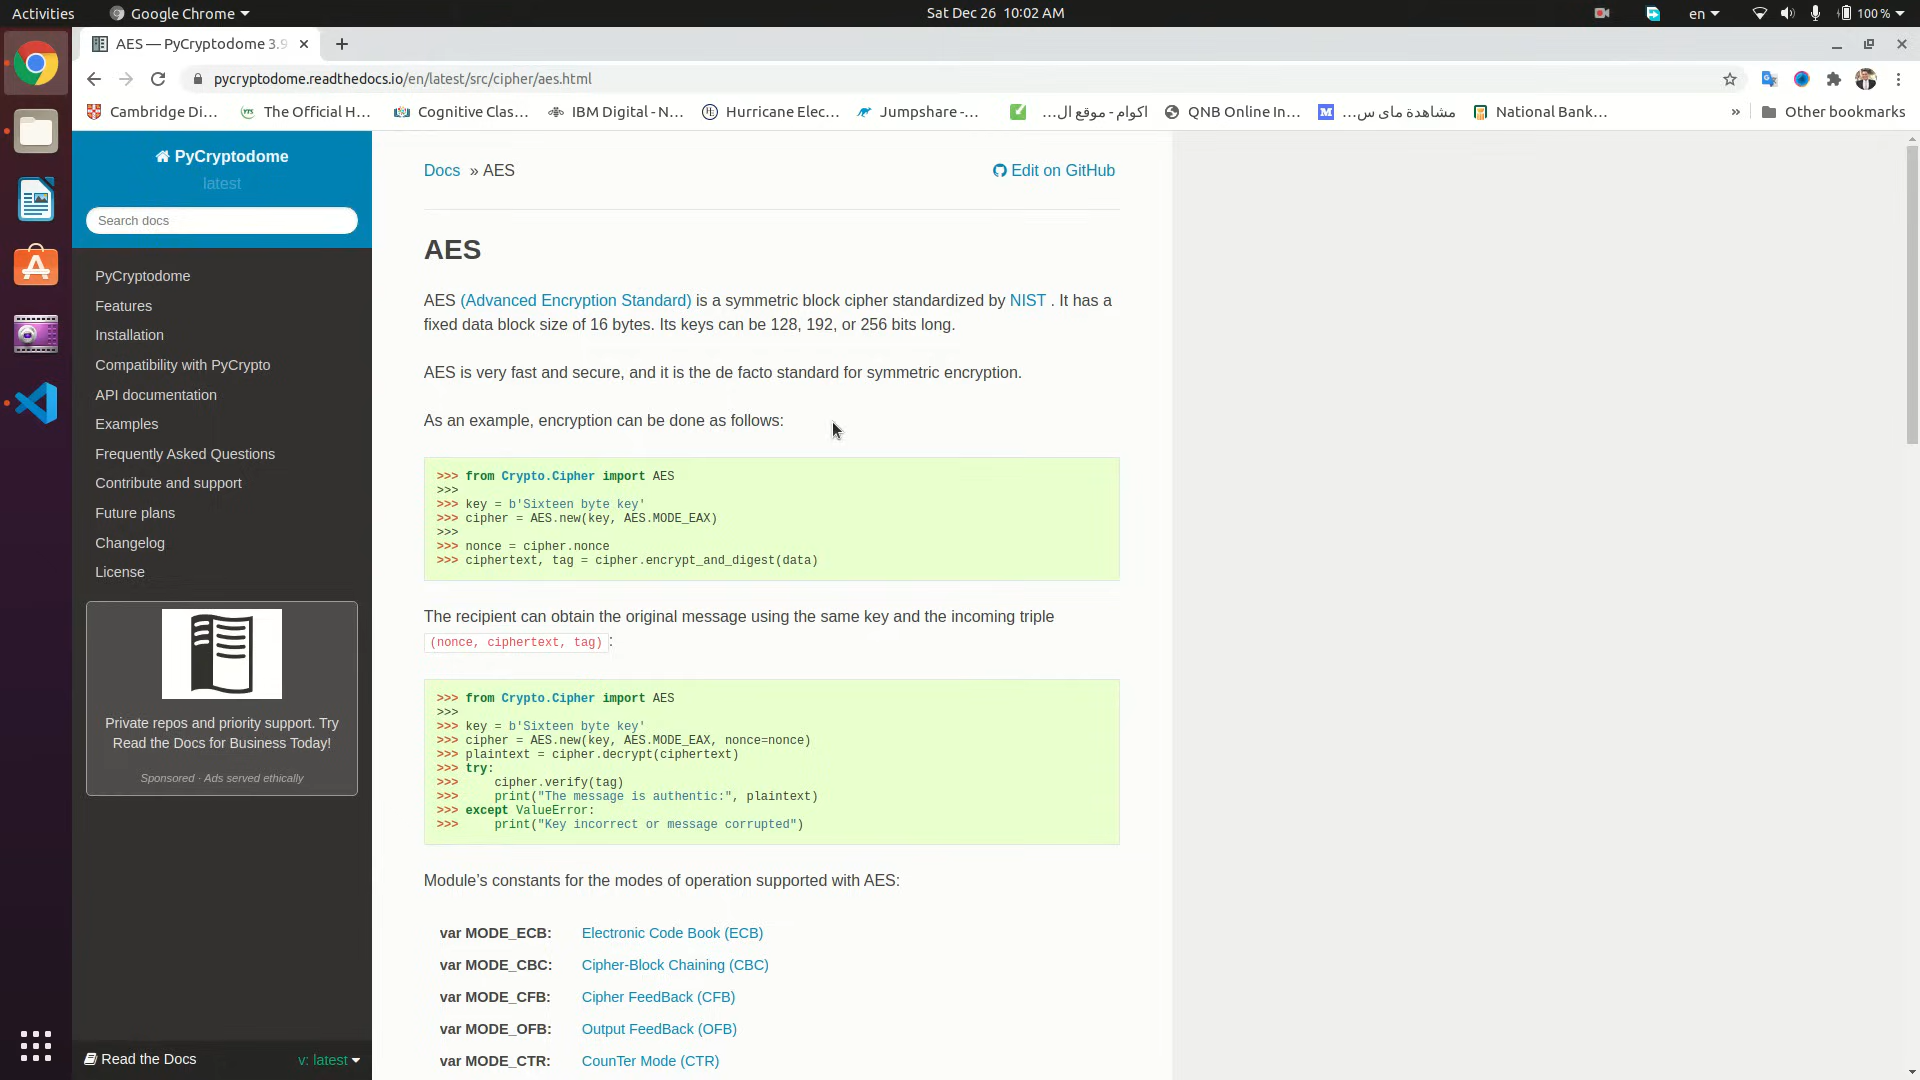 Activities Google Chrome Sat Dec 26 10:02 AM en 100 %
AES — PyCryptodome 3.9
pycryptodome.readthedocs.io/en/latest/src/cipher/aes.html
Cambridge Di... The Official H... Cognitive Clas... IBM Digital - N... Hurricane Elec... Jumpshare -... اكوام - موقع ال... QNB Online In... مشاهدة ماى س... National Bank... » Other bookmarks
PyCryptodome
latest
Search docs
PyCryptodome
Features
Installation
Compatibility with PyCrypto
API documentation
Examples
Frequently Asked Questions
Contribute and support
Future plans
Changelog
License
Private repos and priority support. Try
Read the Docs for Business Today!
Sponsored · Ads served ethically
Read the Docs v: latest
Docs » AES Edit on GitHub
AES
AES (Advanced Encryption Standard) is a symmetric block cipher standardized by NIST . It has a
fixed data block size of 16 bytes. Its keys can be 128, 192, or 256 bits long.
AES is very fast and secure, and it is the de facto standard for symmetric encryption.
As an example, encryption can be done as follows:
>>> from Crypto.Cipher import AES
>>>
>>> key = b'Sixteen byte key'
>>> cipher = AES.new(key, AES.MODE_EAX)
>>>
>>> nonce = cipher.nonce
>>> ciphertext, tag = cipher.encrypt_and_digest(data)
The recipient can obtain the original message using the same key and the incoming triple
(nonce, ciphertext, tag) :
>>> from Crypto.Cipher import AES
>>>
>>> key = b'Sixteen byte key'
>>> cipher = AES.new(key, AES.MODE_EAX, nonce=nonce)
>>> plaintext = cipher.decrypt(ciphertext)
>>> try:
>>>     cipher.verify(tag)
>>>     print("The message is authentic:", plaintext)
>>> except ValueError:
>>>     print("Key incorrect or message corrupted")
Module’s constants for the modes of operation supported with AES:
var MODE_ECB: Electronic Code Book (ECB)
var MODE_CBC: Cipher-Block Chaining (CBC)
var MODE_CFB: Cipher FeedBack (CFB)
var MODE_OFB: Output FeedBack (OFB)
var MODE_CTR: CounTer Mode (CTR)